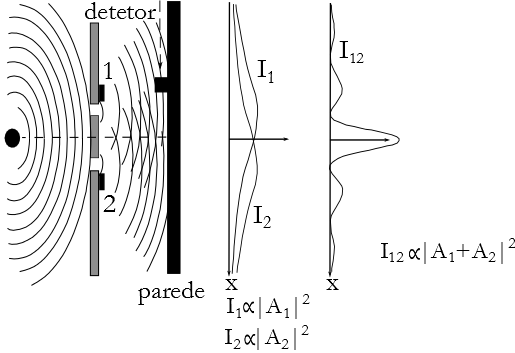 detetor
1
2
parede
I₁
I₂
x
I₁∝|A₁|²
I₂∝|A₂|²
I₁₂
x
I₁₂∝|A₁+A₂|²